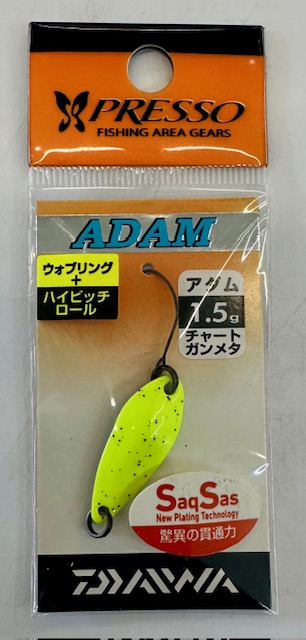 PRESSO
FISHING AREA GEARS
ADAM
ウォブリング
+
ハイピッチ
ロール
アダム
1.5g
チャート
ガンメタ
SaqSas
New Plating Technology
驚異の貫通力
DAIWA